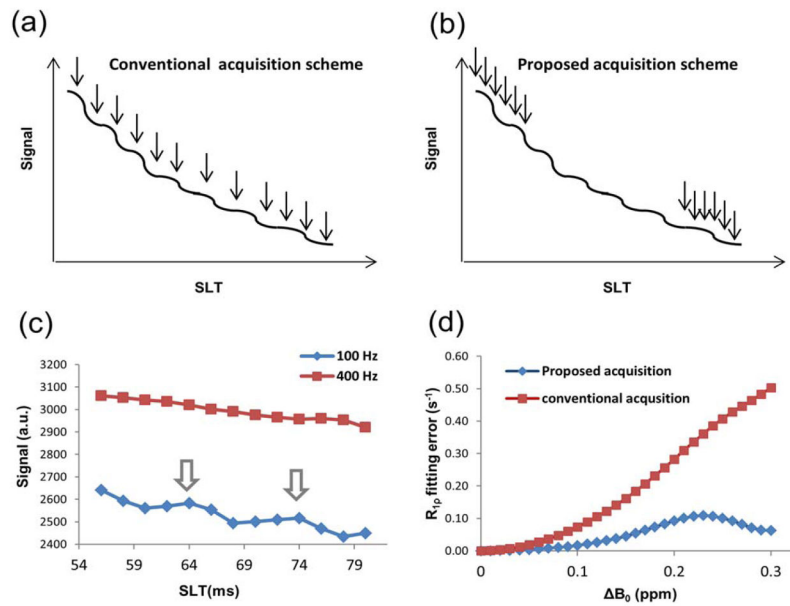 (a)
Conventional acquisition scheme
Signal
SLT
(b)
Proposed acquisition scheme
Signal
SLT
(c)
100 Hz
400 Hz
Signal (a.u.)
3200
3100
3000
2900
2800
2700
2600
2500
2400
54 59 64 69 74 79
SLT(ms)
(d)
Proposed acquisition
conventional acqusition
R1ρ fitting error (s-1)
0.60
0.50
0.40
0.30
0.20
0.10
0.00
0 0.1 0.2 0.3
ΔB0 (ppm)